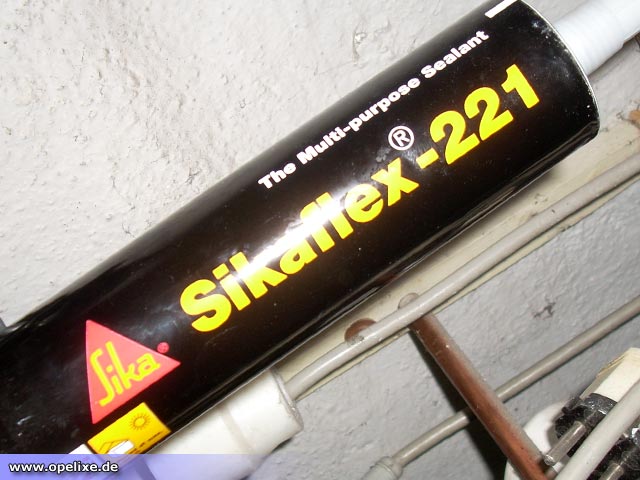 The Multi-purpose Sealant
Sikaflex®-221
Sika®
www.opelixe.de